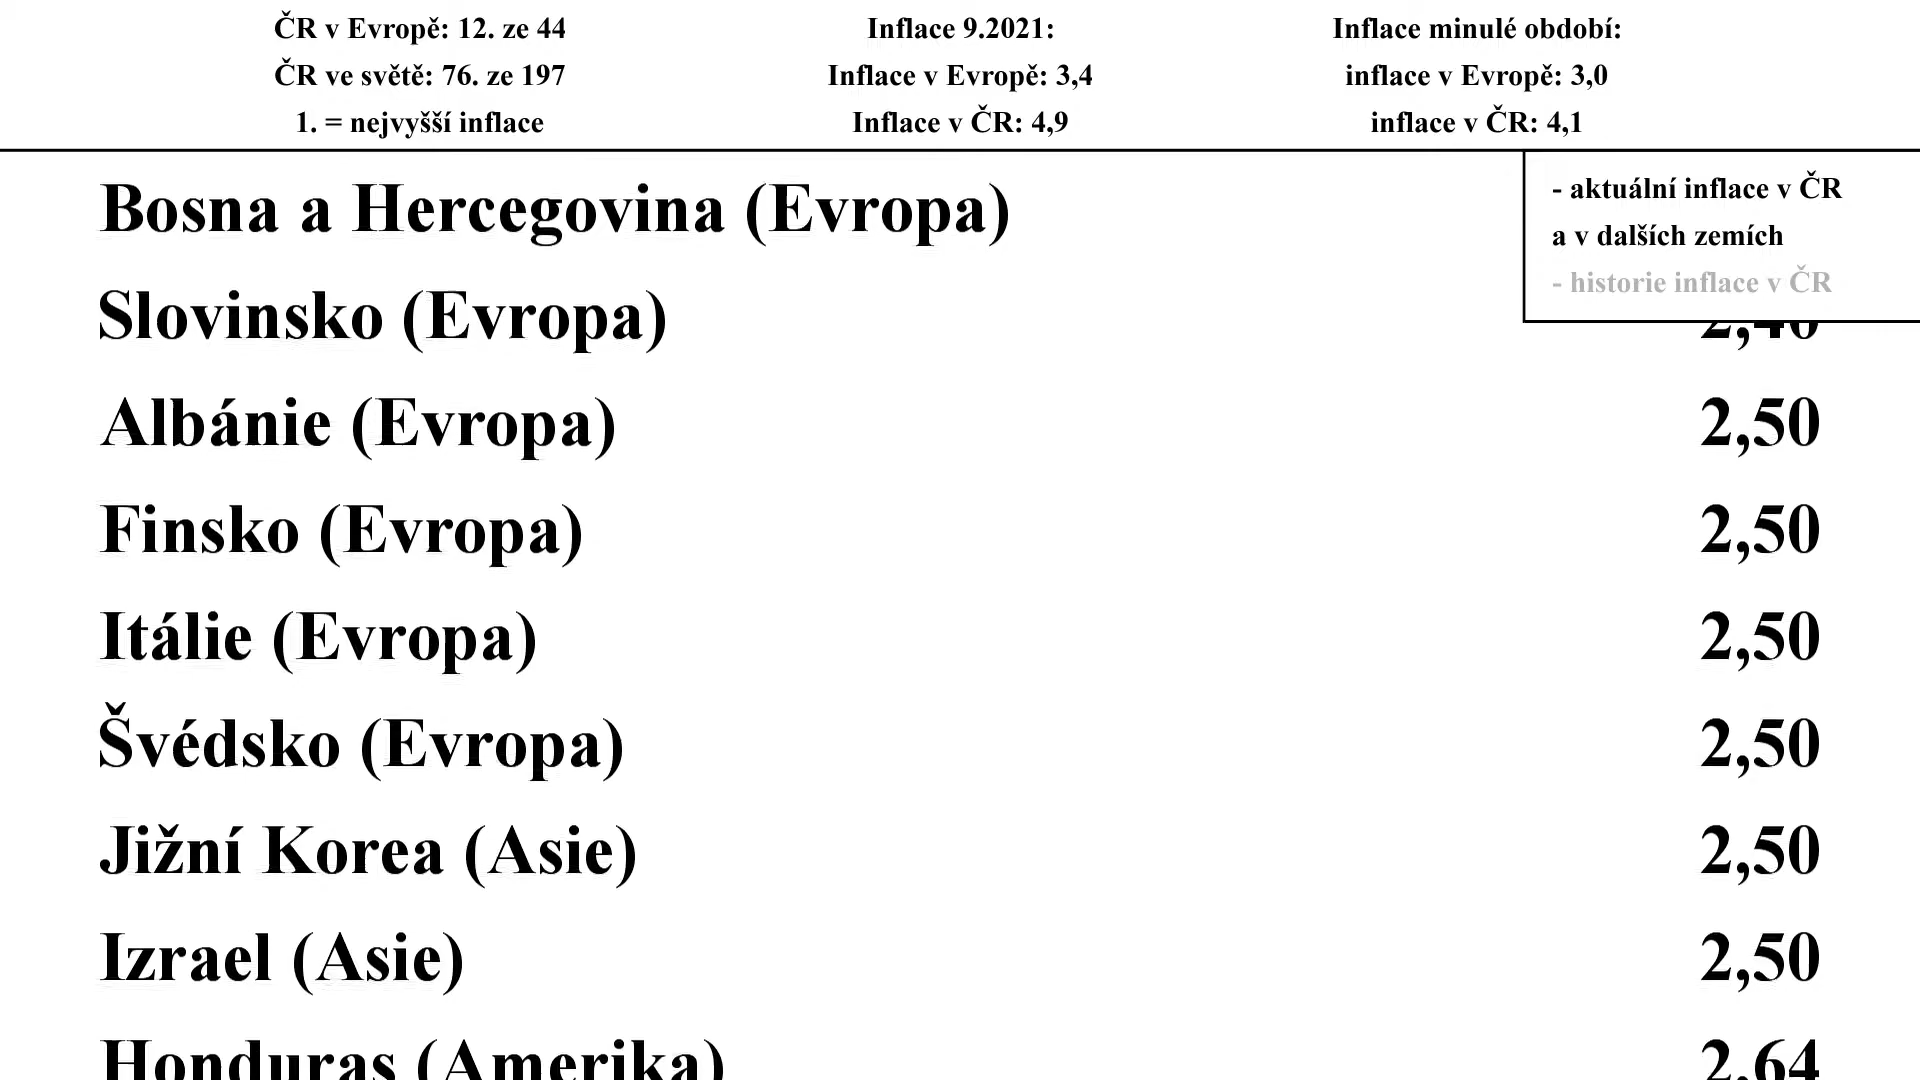 ČR v Evropě: 12. ze 44
ČR ve světě: 76. ze 197
1. = nejvyšší inflace
Inflace 9.2021:
Inflace v Evropě: 3,4
Inflace v ČR: 4,9
Inflace minulé období:
inflace v Evropě: 3,0
inflace v ČR: 4,1
- aktuální inflace v ČR
a v dalších zemích
- historie inflace v ČR
Bosna a Hercegovina (Evropa)
Slovinsko (Evropa)
Albánie (Evropa) 2,50
Finsko (Evropa) 2,50
Itálie (Evropa) 2,50
Švédsko (Evropa) 2,50
Jižní Korea (Asie) 2,50
Izrael (Asie) 2,50
Honduras (Amerika) 2,64